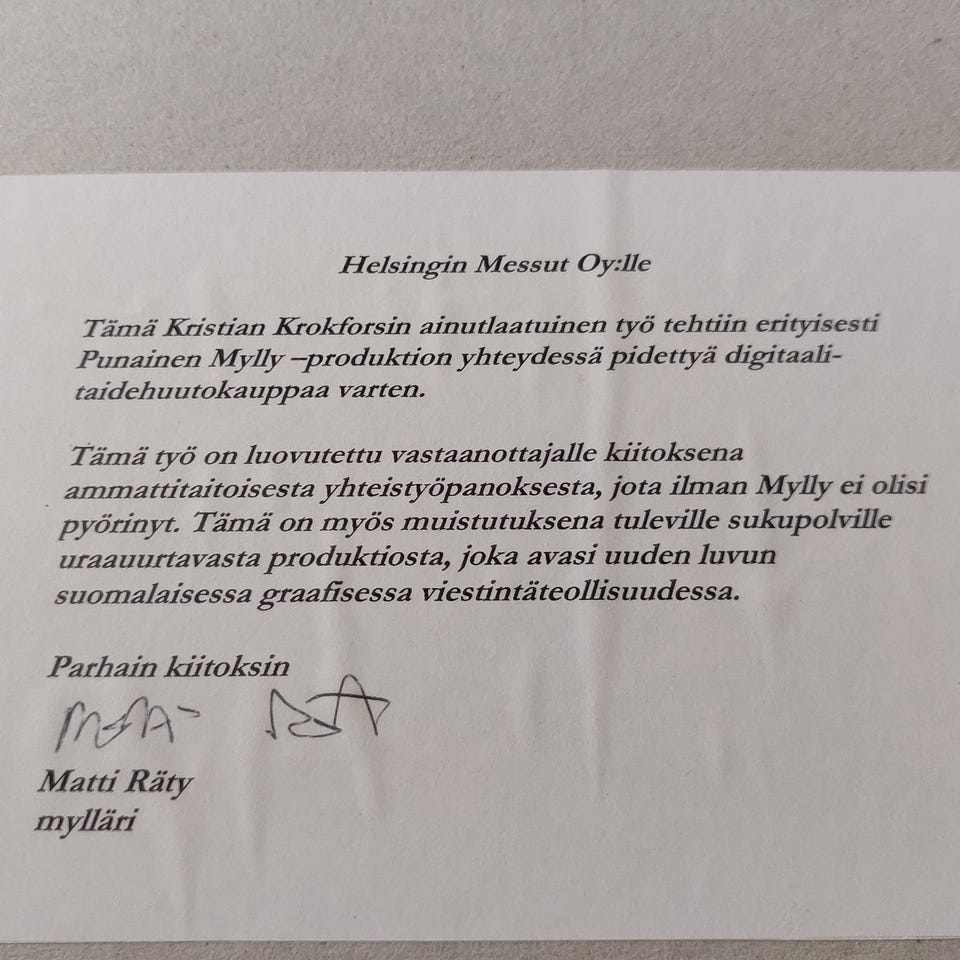 Helsingin Messut Oy:lle
Tämä Kristian Krokforsin ainutlaatuinen työ tehtiin erityisesti
Punainen Mylly –produktion yhteydessä pidettyä digitaali-
taidehuutokauppaa varten.
Tämä työ on luovutettu vastaanottajalle kiitoksena
ammattitaitoisesta yhteistyöpanoksesta, jota ilman Mylly ei olisi
pyörinyt. Tämä on myös muistutuksena tuleville sukupolville
uraauurtavasta produktiosta, joka avasi uuden luvun
suomalaisessa graafisessa viestintäteollisuudessa.
Parhain kiitoksin
Matti Räty
mylläri